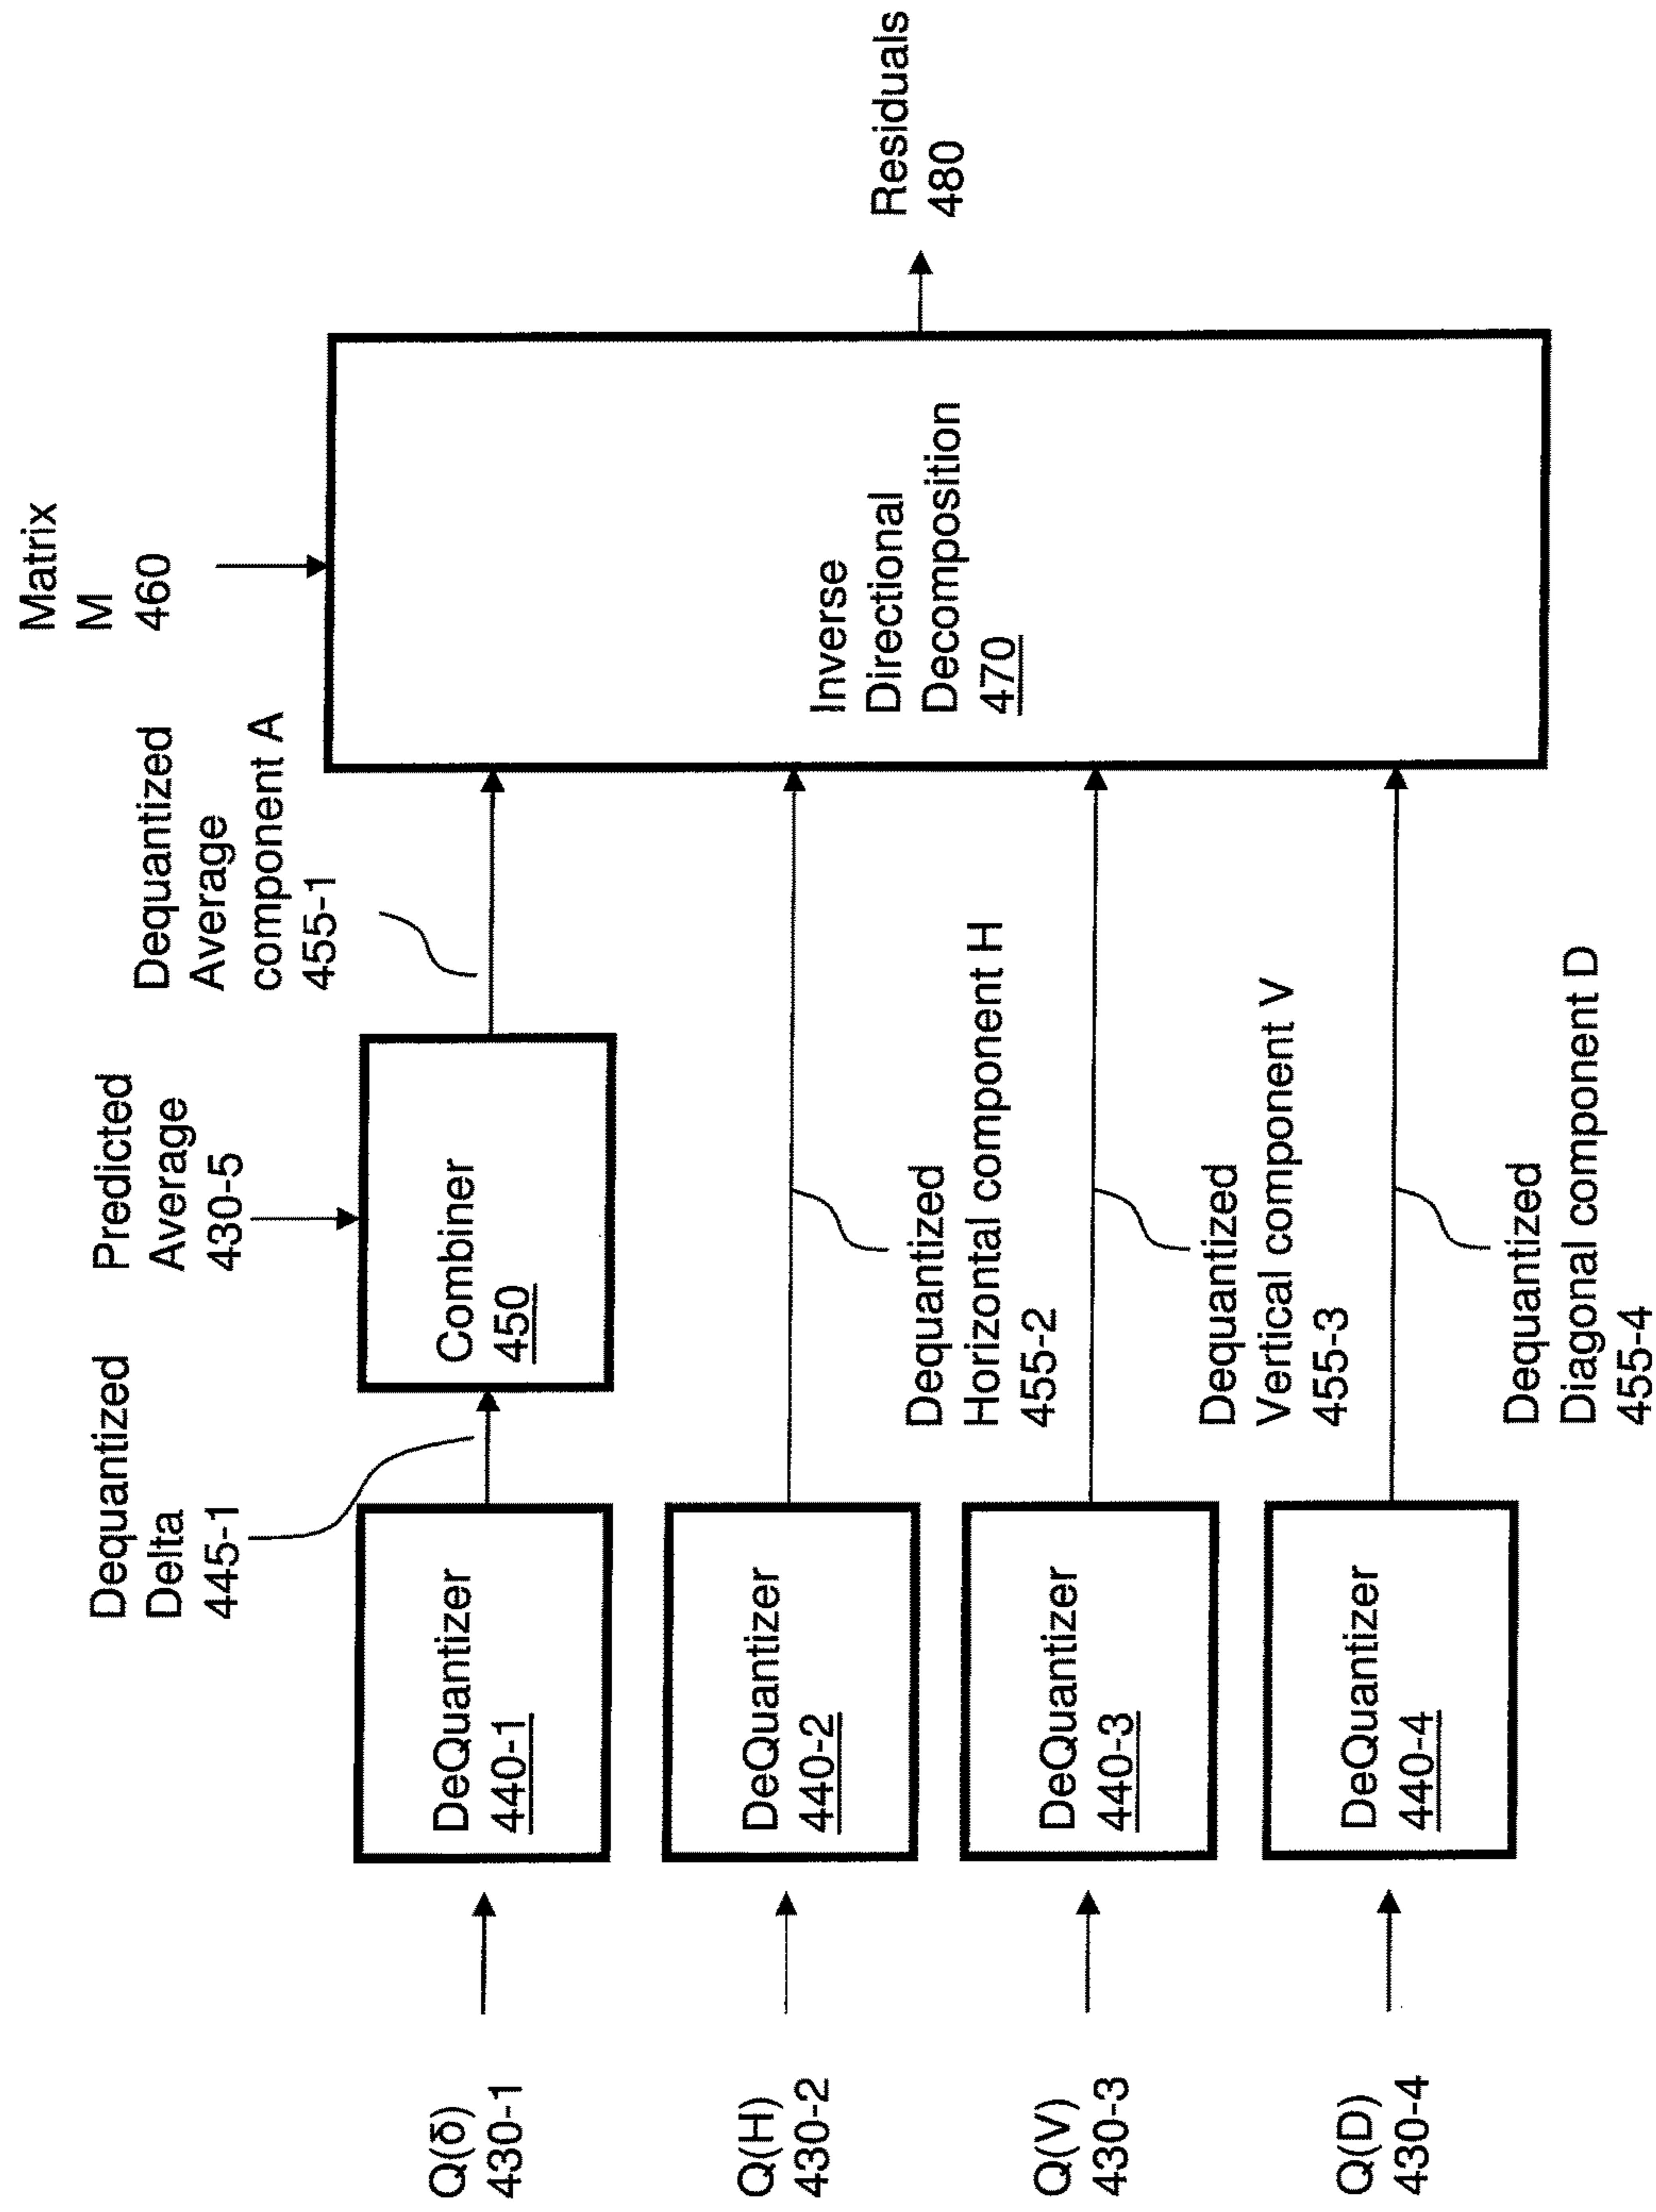 Matrix
M
460
Predicted
Average
430-5
Dequantized
Delta
445-1
Dequantized
Average
component A
455-1
Q(δ)
430-1
DeQuantizer
440-1
Combiner
450
Q(H)
430-2
DeQuantizer
440-2
Dequantized
Horizontal component H
455-2
Q(V)
430-3
DeQuantizer
440-3
Dequantized
Vertical component V
455-3
Q(D)
430-4
DeQuantizer
440-4
Dequantized
Diagonal component D
455-4
Inverse
Directional
Decomposition
470
Residuals
480